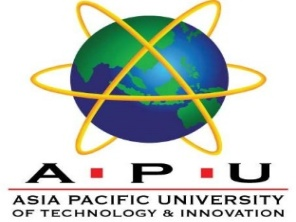 A·P·U
ASIA PACIFIC UNIVERSITY
OF TECHNOLOGY & INNOVATION